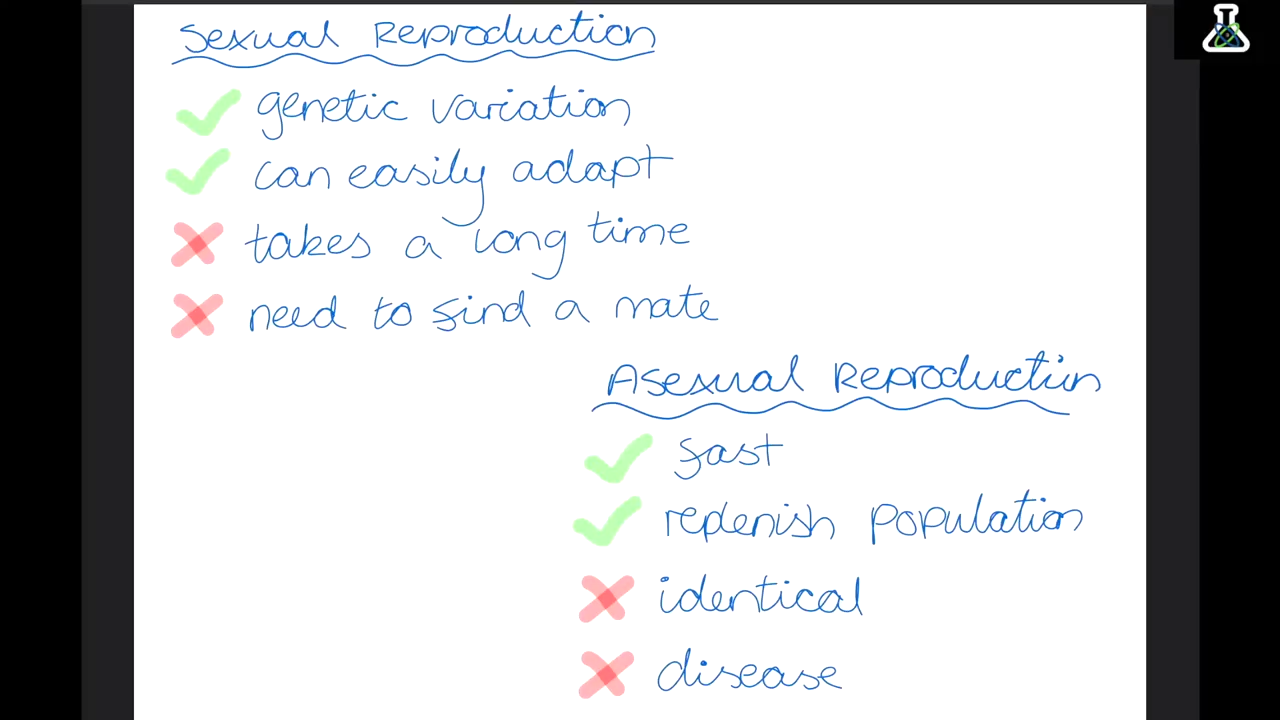 Sexual Reproduction
genetic variation
can easily adapt
takes a long time
need to find a mate
Asexual Reproduction
fast
replenish population
identical
disease